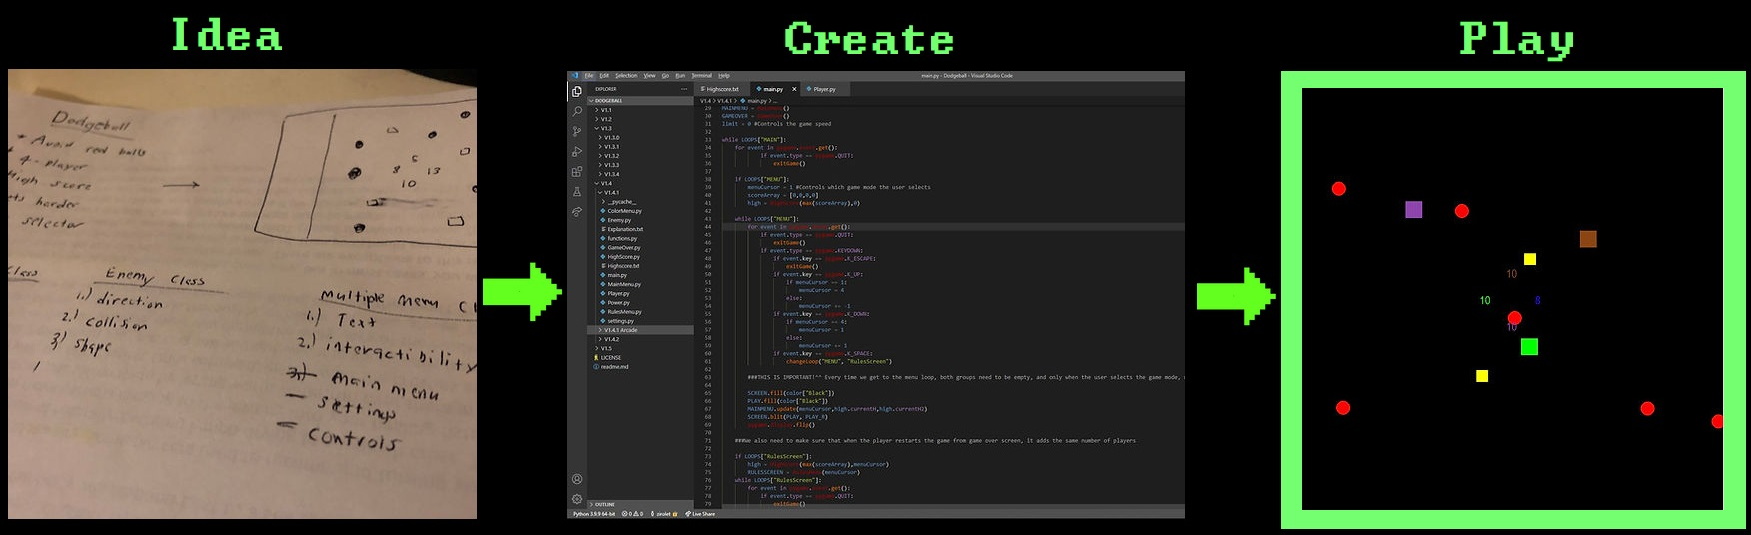 Idea
Create
Play
Dodgeball
* Avoid red balls
4-player
High score
harder
selector
5
8 13
10
Class
Enemy Class
1.) direction
2.) collision
3) shape
Multiple menu
1.) Text
2.) interactibility
3.) main menu
- settings
- controls
File Edit Selection View Go Run Terminal Help
main.py - Dodgeball - Visual Studio Code
EXPLORER
DODGEBALL
V1.1
V1.2
V1.3
V1.3.0
V1.3.1
V1.3.2
V1.3.3
V1.3.4
V1.4
V1.4.1
__pycache__
ColorMenu.py
Enemy.py
Explanation.txt
functions.py
GameOver.py
HighScore.py
Highscore.txt
main.py
MainMenu.py
Player.py
Power.py
RulesMenu.py
settings.py
V1.4.1 Arcade
V1.4.2
V1.5
LICENSE
readme.md
OUTLINE
Highscore.txt main.py Player.py
V1.4 > V1.4.1 > main.py > ...
29 MAINMENU = ()
30 GAMEOVER = ()
31 limit = 0 #Controls the game speed
32
33 while LOOPS["MAIN"]:
34 for event in pygame.event.get():
35 if event.type == pygame.QUIT:
36 exitGame()
37
38 if LOOPS["MENU"]:
39 menuCursor = 1 #Controls which game mode the user selects
40 scoreArray = [0,0,0,0]
41 high = HighScore(max(scoreArray),0)
42
43 while LOOPS["MENU"]:
44 for event in pygame.event.get():
45 if event.type == pygame.QUIT:
46 exitGame()
47 if event.type == pygame.KEYDOWN:
48 if event.key == pygame.K_ESCAPE:
49 exitGame()
50 if event.key == pygame.K_UP:
51 if menuCursor == 1:
52 menuCursor = 4
53 else:
54 menuCursor += -1
55 if event.key == pygame.K_DOWN:
56 if menuCursor == 4:
57 menuCursor = 1
58 else:
59 menuCursor += 1
60 if event.key == pygame.K_SPACE:
61 changeLoop("MENU", "RulesScreen")
62
63 ###THIS IS IMPORTANT!^^ Every time we get to the menu loop, both groups need to be empty, and only when the user selects the game mode,
64
65 SCREEN.fill(color["Black"])
66 PLAY.fill(color["Black"])
67 MAINMENU.update(menuCursor,high.currentH,high.currentH2)
68 SCREEN.blit(PLAY, PLAY_R)
69 pygame.display.flip()
70
71 ###We also need to make sure that when the player restarts the game from game over screen, it adds the same number of players
72
73 if LOOPS["RulesScreen"]:
74 high = HighScore(max(scoreArray),menuCursor)
75 RULESSCREEN = RulesMenu(menuCursor)
76 while LOOPS["RulesScreen"]:
77 for event in pygame.event.get():
78 if event.type == pygame.QUIT:
79 exitGame()
Python 3.9.9 64-bit 0 0 Live Share
10
10 8
10